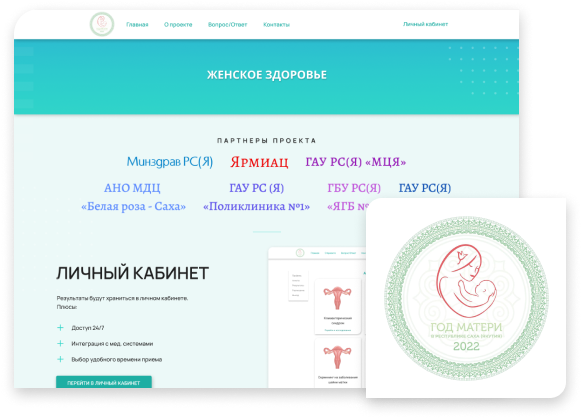 Главная О проекте Вопрос/Ответ Контакты Личный кабинет
ЖЕНСКОЕ ЗДОРОВЬЕ
ПАРТНЕРЫ ПРОЕКТА
Минздрав РС(Я) Ярмиац ГАУ РС(Я) «МЦЯ»
АНО МДЦ ГАУ РС (Я) ГБУ РС(Я) ГАУ РС(Я)
«Белая роза - Саха» «Поликлиника №1» «ЯГБ №
ЛИЧНЫЙ КАБИНЕТ
Результаты будут храниться в личном кабинете.
Плюсы
Доступ 24/7
Интеграция с мед. системами
Выбор удобного времени приема
ПЕРЕЙТИ В ЛИЧНЫЙ КАБИНЕТ
ГОД МАТЕРИ
В РЕСПУБЛИКЕ САХА (ЯКУТИЯ)
2022